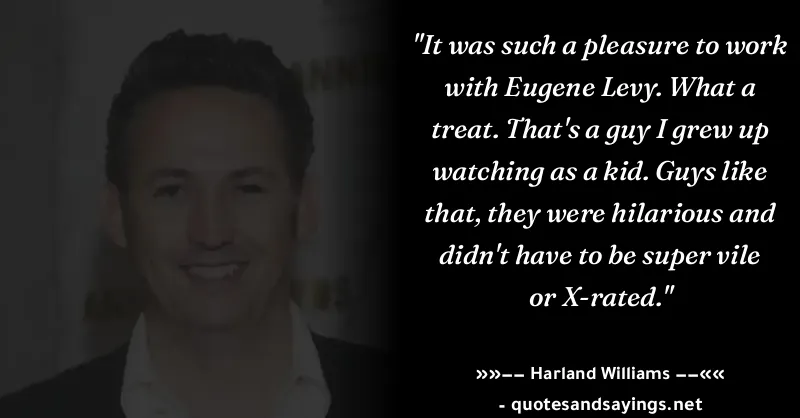 "It was such a pleasure to work
with Eugene Levy. What a
treat. That's a guy I grew up
watching as a kid. Guys like
that, they were hilarious and
didn't have to be super vile
or X-rated."
»»−− Harland Williams −−««
- quotesandsayings.net